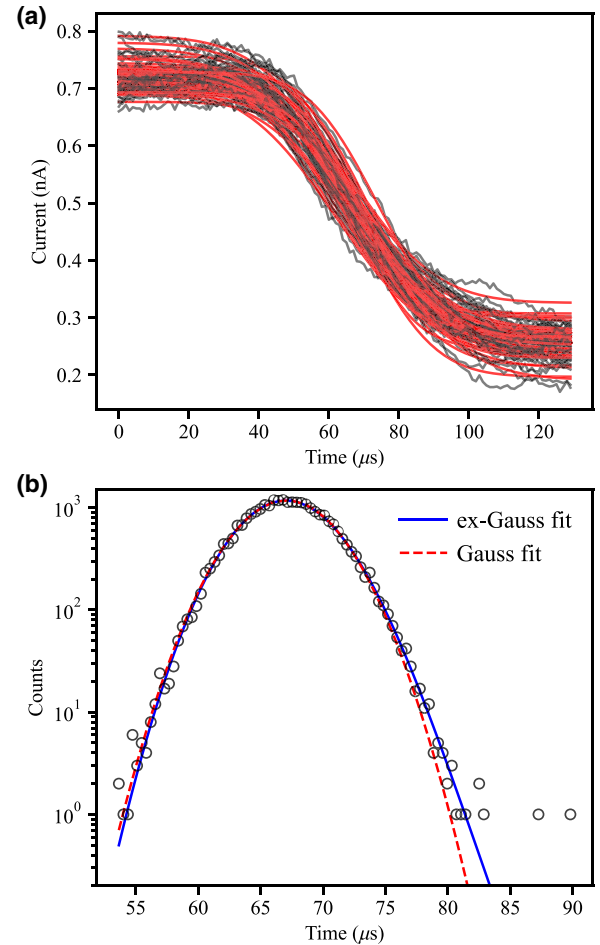 (a)
0.8
0.7
0.6
0.5
0.4
0.3
0.2
Current (nA)
0 20 40 60 80 100 120
Time (μs)
(b)
10³
10²
10¹
10⁰
Counts
ex-Gauss fit
Gauss fit
55 60 65 70 75 80 85 90
Time (μs)